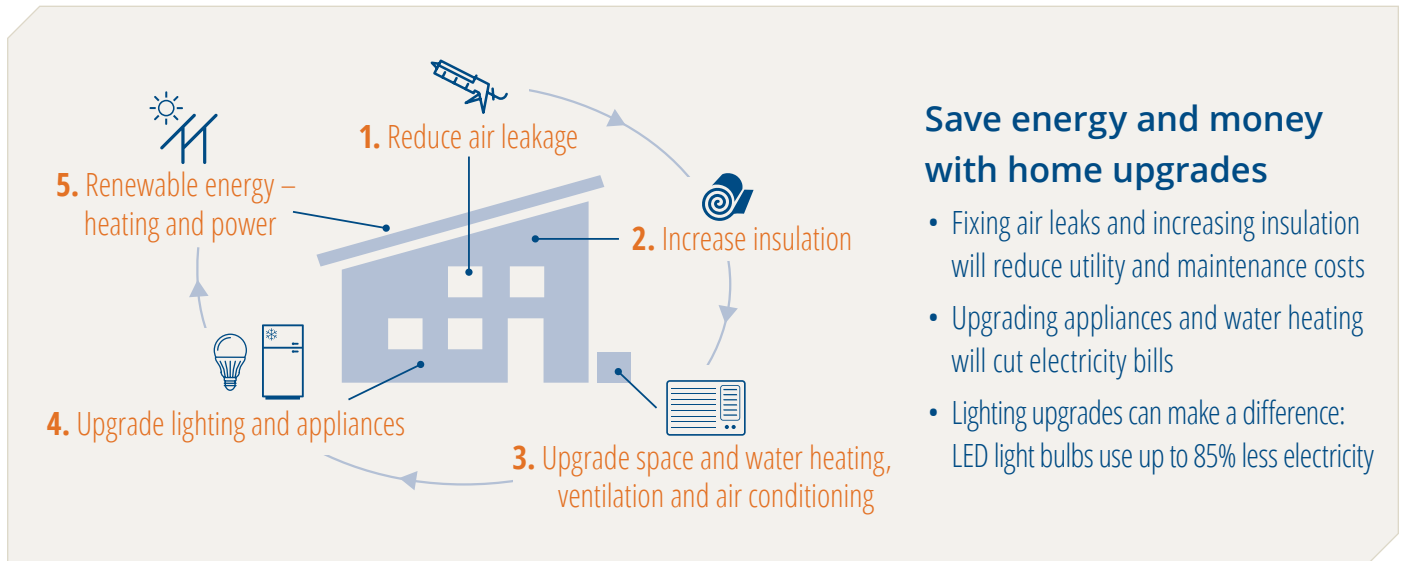 1. Reduce air leakage
2. Increase insulation
3. Upgrade space and water heating,
ventilation and air conditioning
4. Upgrade lighting and appliances
5. Renewable energy –
heating and power
Save energy and money
with home upgrades
• Fixing air leaks and increasing insulation
will reduce utility and maintenance costs
• Upgrading appliances and water heating
will cut electricity bills
• Lighting upgrades can make a difference:
LED light bulbs use up to 85% less electricity